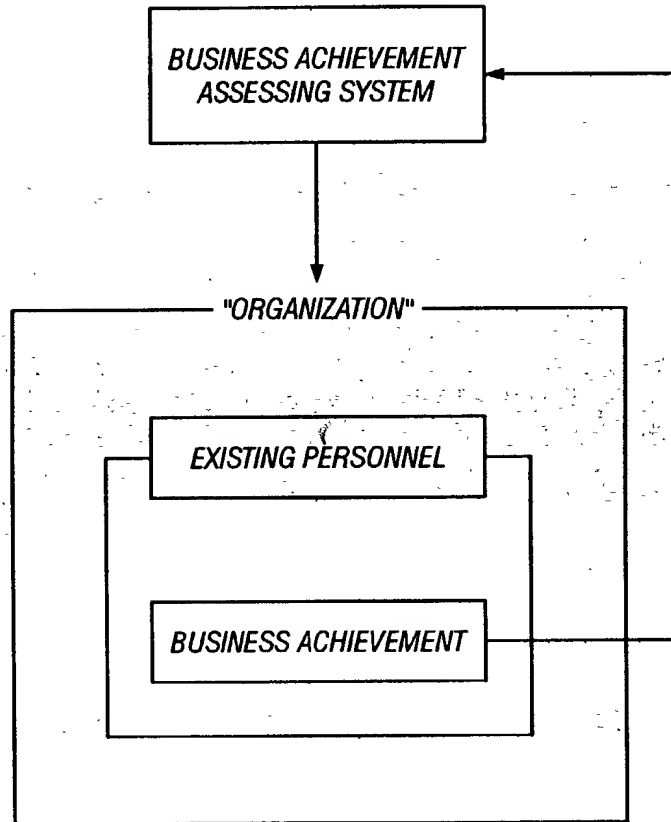 BUSINESS ACHIEVEMENT
ASSESSING SYSTEM
"ORGANIZATION"
EXISTING PERSONNEL
BUSINESS ACHIEVEMENT